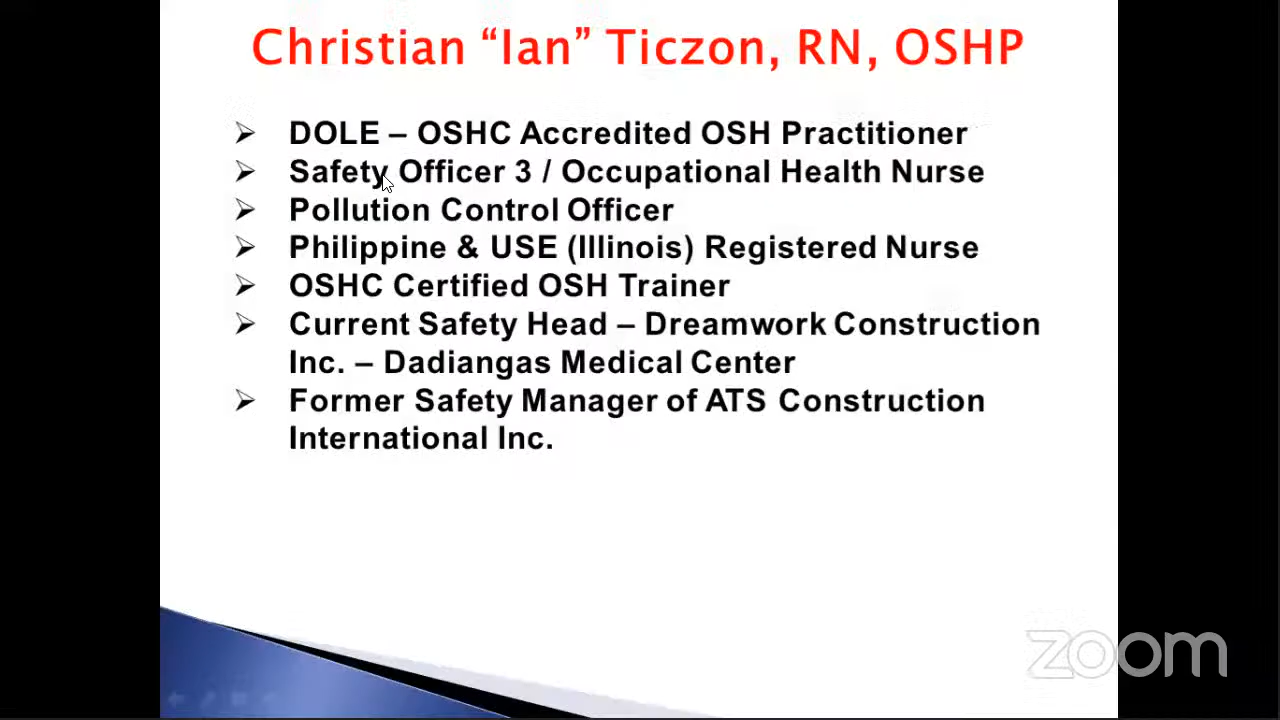 Christian “Ian” Ticzon, RN, OSHP
➢ DOLE – OSHC Accredited OSH Practitioner
➢ Safety Officer 3 / Occupational Health Nurse
➢ Pollution Control Officer
➢ Philippine & USE (Illinois) Registered Nurse
➢ OSHC Certified OSH Trainer
➢ Current Safety Head – Dreamwork Construction
Inc. – Dadiangas Medical Center
➢ Former Safety Manager of ATS Construction
International Inc.
zoom